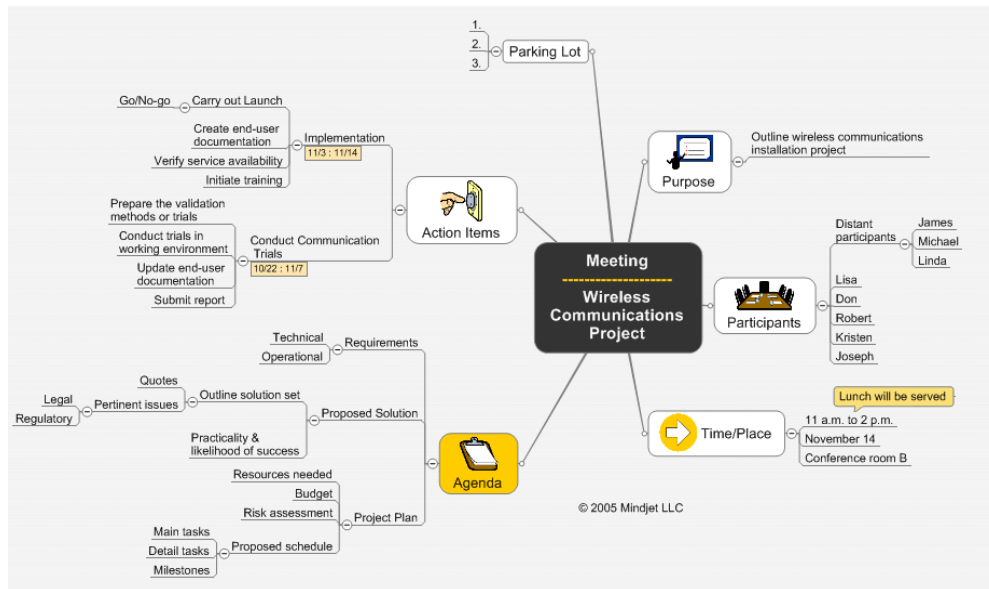 1.
2.
3.
Parking Lot
Go/No-go
Carry out Launch
Create end-user
documentation
Verify service availability
Initiate training
Implementation
11/3 : 11/14
Prepare the validation
methods or trials
Conduct trials in
working environment
Update end-user
documentation
Submit report
Conduct Communication
Trials
10/22 : 11/7
Action Items
Purpose
Outline wireless communications
installation project
Meeting
Wireless
Communications
Project
Participants
Distant
participants
James
Michael
Linda
Lisa
Don
Robert
Kristen
Joseph
Technical
Operational
Requirements
Quotes
Legal
Regulatory
Pertinent issues
Outline solution set
Practicality &
likelihood of success
Proposed Solution
Resources needed
Budget
Risk assessment
Main tasks
Detail tasks
Milestones
Proposed schedule
Project Plan
Agenda
Time/Place
Lunch will be served
11 a.m. to 2 p.m.
November 14
Conference room B
© 2005 Mindjet LLC